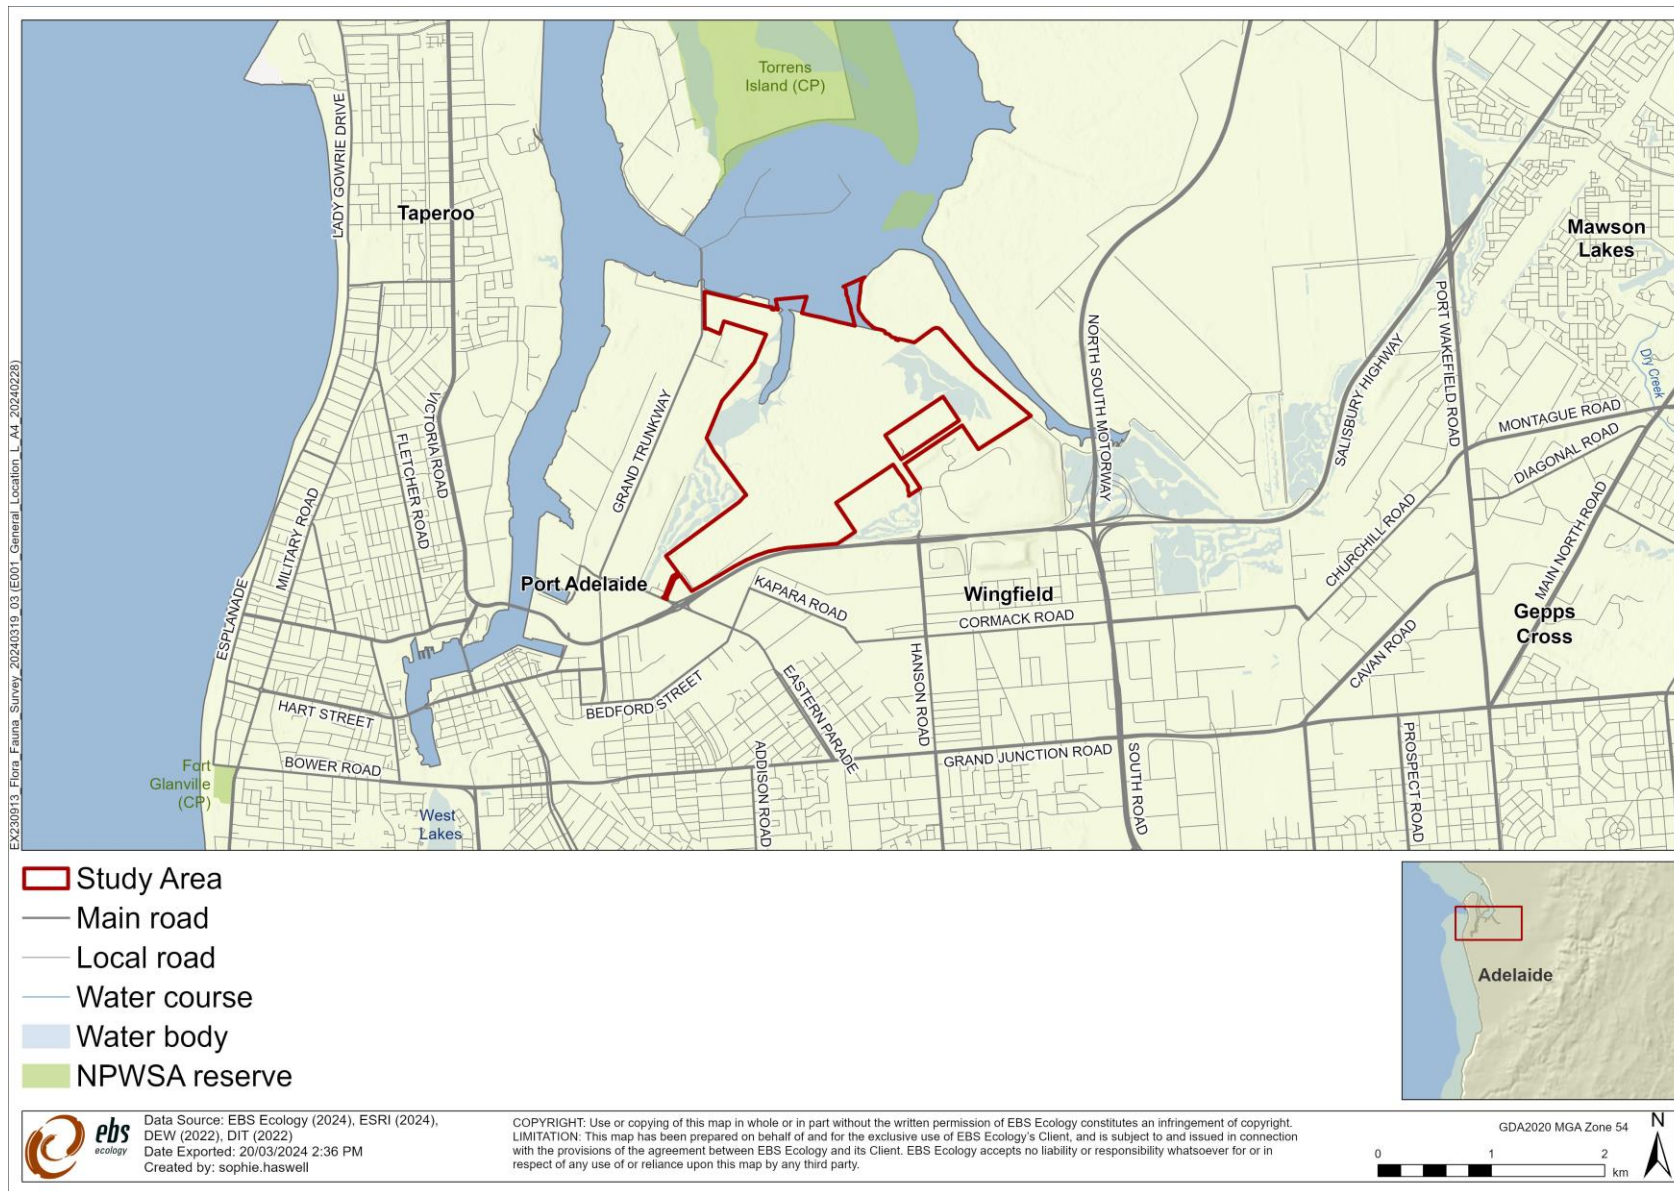 Torrens
Island (CP)
LADY GOWRIE DRIVE
Taperoo
Mawson
Lakes
PORT WAKEFIELD ROAD
NORTH SOUTH MOTORWAY
SALISBURY HIGHWAY
Dry Creek
VICTORIA ROAD
FLETCHER ROAD
GRAND TRUNKWAY
MONTAGUE ROAD
DIAGONAL ROAD
MILITARY ROAD
CHURCHILL ROAD
MAIN NORTH ROAD
ESPLANADE
Port Adelaide
KAPARA ROAD
Wingfield
CORMACK ROAD
Gepps
Cross
CAVAN ROAD
HANSON ROAD
EASTERN PARADE
BEDFORD STREET
HART STREET
BOWER ROAD
ADDISON ROAD
GRAND JUNCTION ROAD
SOUTH ROAD
PROSPECT ROAD
Fort
Glanville
(CP)
West
Lakes
EX230913_Flora_Fauna_Survey_20240319_03 (E001_General_Location_L_A4_20240228)
Study Area
Main road
Local road
Water course
Water body
NPWSA reserve
Adelaide
ebs
ecology
Data Source: EBS Ecology (2024), ESRI (2024),
DEW (2022), DIT (2022)
Date Exported: 20/03/2024 2:36 PM
Created by: sophie.haswell
COPYRIGHT: Use or copying of this map in whole or in part without the written permission of EBS Ecology constitutes an infringement of copyright.
LIMITATION: This map has been prepared on behalf of and for the exclusive use of EBS Ecology's Client, and is subject to and issued in connection
with the provisions of the agreement between EBS Ecology and its Client. EBS Ecology accepts no liability or responsibility whatsoever for or in
respect of any use of or reliance upon this map by any third party.
GDA2020 MGA Zone 54
N
0 1 2
km